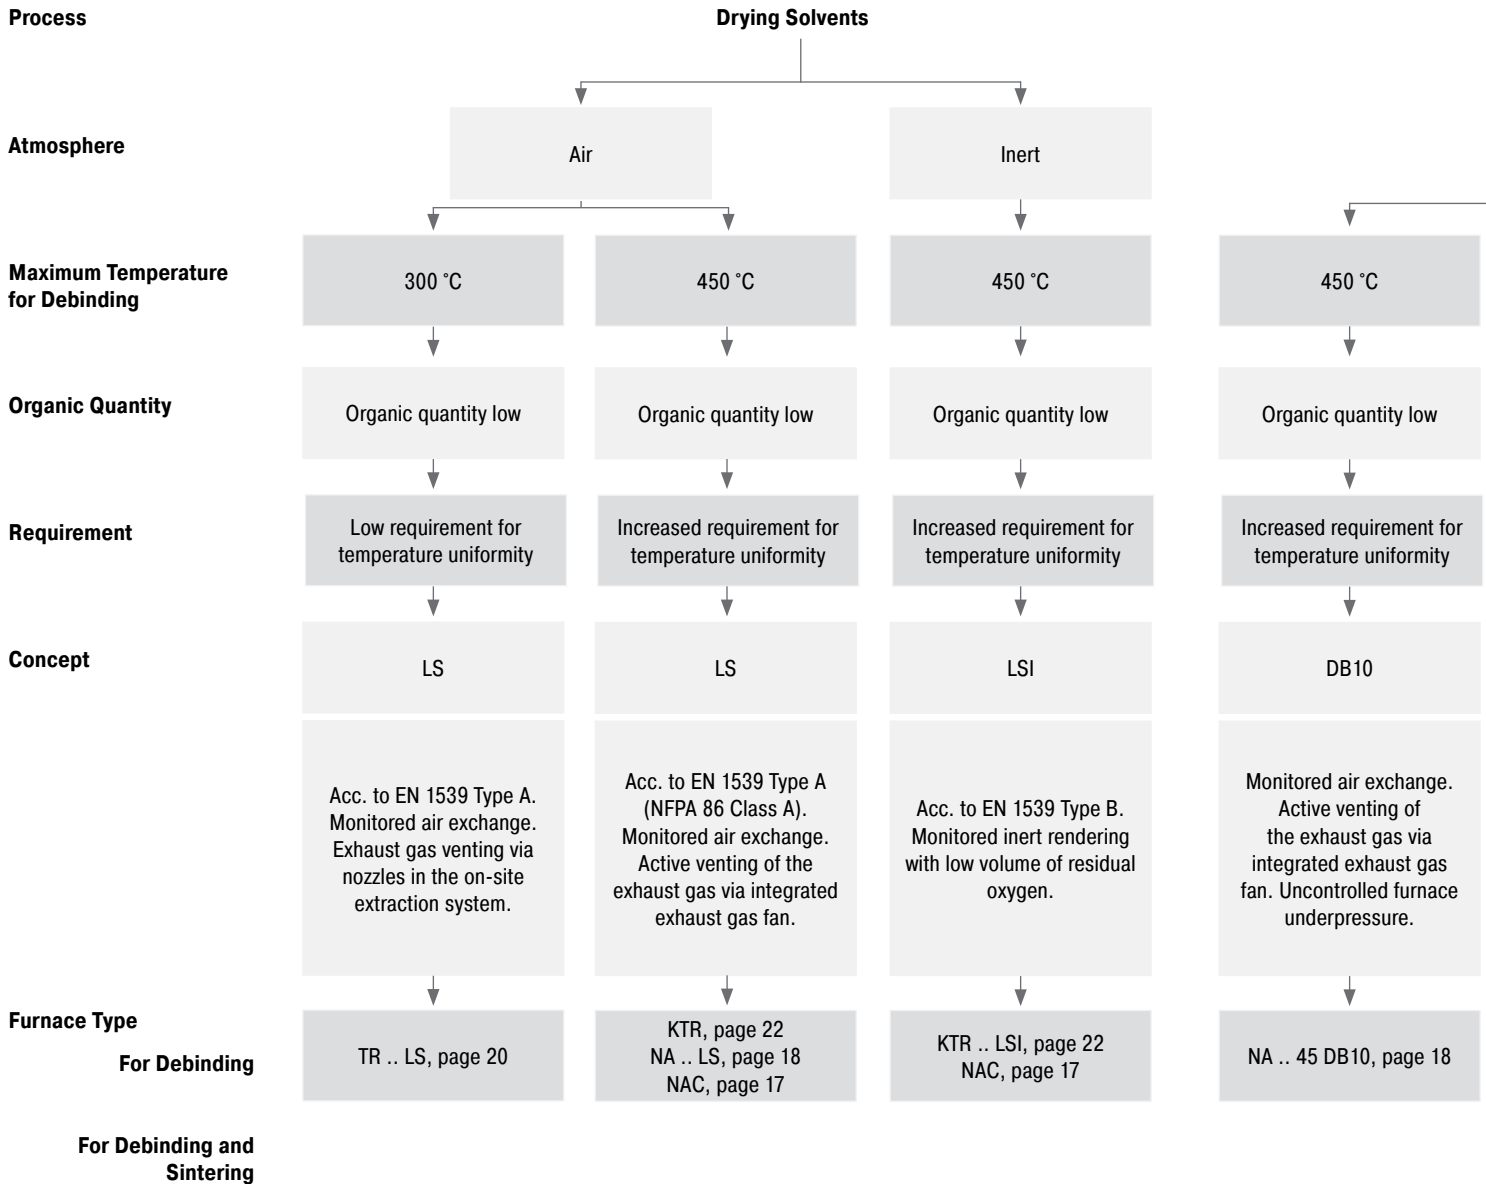 Process
Drying Solvents
Atmosphere
Air
Inert
Maximum Temperature
for Debinding
300 °C
450 °C
450 °C
450 °C
Organic Quantity
Organic quantity low
Organic quantity low
Organic quantity low
Organic quantity low
Requirement
Low requirement for
temperature uniformity
Increased requirement for
temperature uniformity
Increased requirement for
temperature uniformity
Increased requirement for
temperature uniformity
Concept
LS
LS
LSI
DB10
Acc. to EN 1539 Type A.
Monitored air exchange.
Exhaust gas venting via
nozzles in the on-site
extraction system.
Acc. to EN 1539 Type A
(NFPA 86 Class A).
Monitored air exchange.
Active venting of the
exhaust gas via integrated
exhaust gas fan.
Acc. to EN 1539 Type B.
Monitored inert rendering
with low volume of residual
oxygen.
Monitored air exchange.
Active venting of
the exhaust gas via
integrated exhaust gas
fan. Uncontrolled furnace
underpressure.
Furnace Type
For Debinding
TR .. LS, page 20
KTR, page 22
NA .. LS, page 18
NAC, page 17
KTR .. LSI, page 22
NAC, page 17
NA .. 45 DB10, page 18
For Debinding and
Sintering